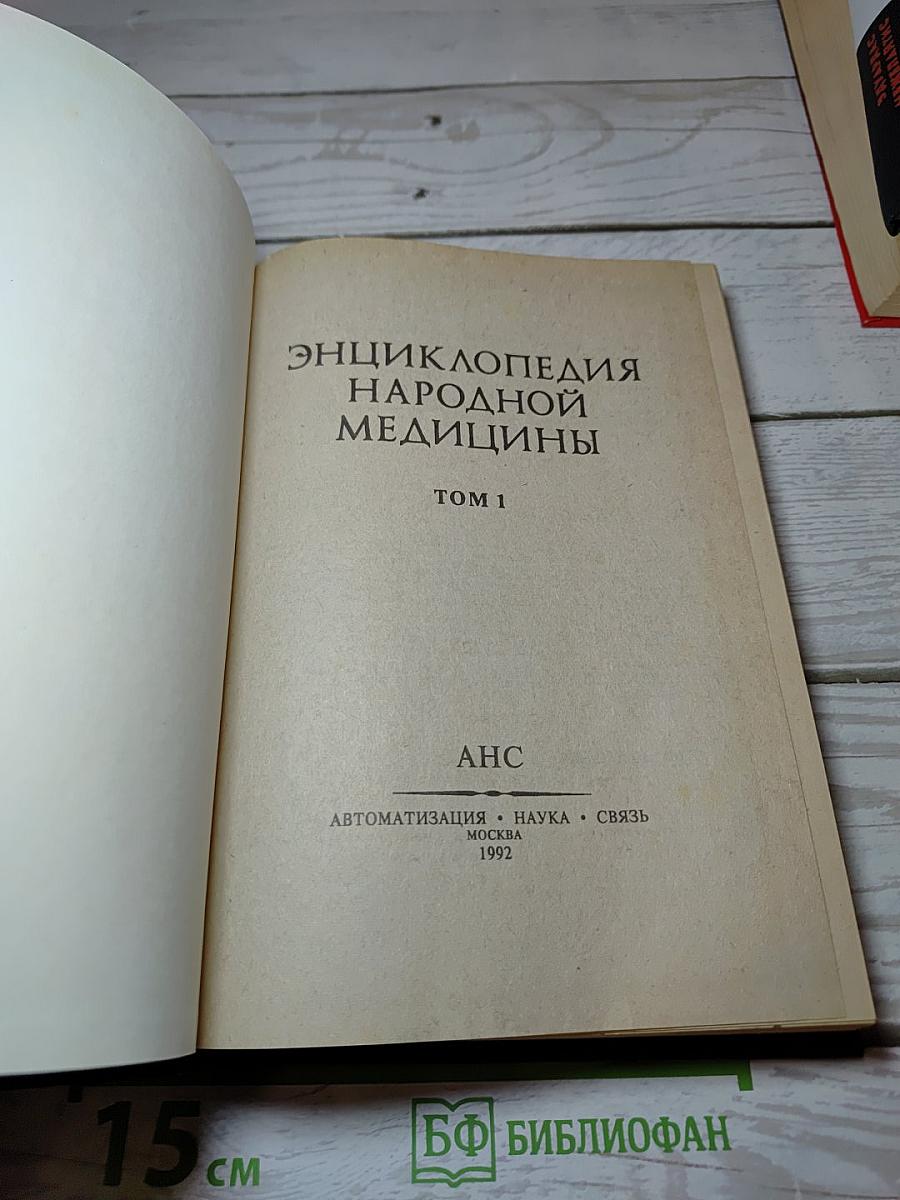 ЭНЦИКЛОПЕДИЯ
НАРОДНОЙ
МЕДИЦИНЫ
ТОМ 1
АНС
АВТОМАТИЗАЦИЯ • НАУКА • СВЯЗЬ
МОСКВА
1992
15 см
БФ БИБЛИОФАН